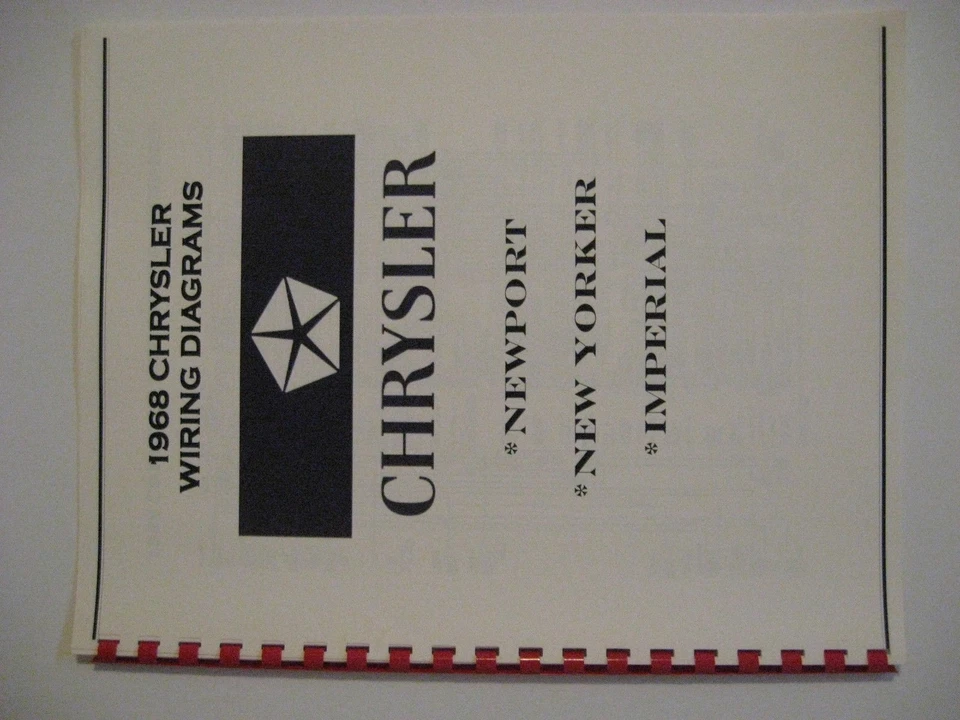 1968 CHRYSLER
WIRING DIAGRAMS
CHRYSLER
*NEWPORT
*NEW YORKER
*IMPERIAL